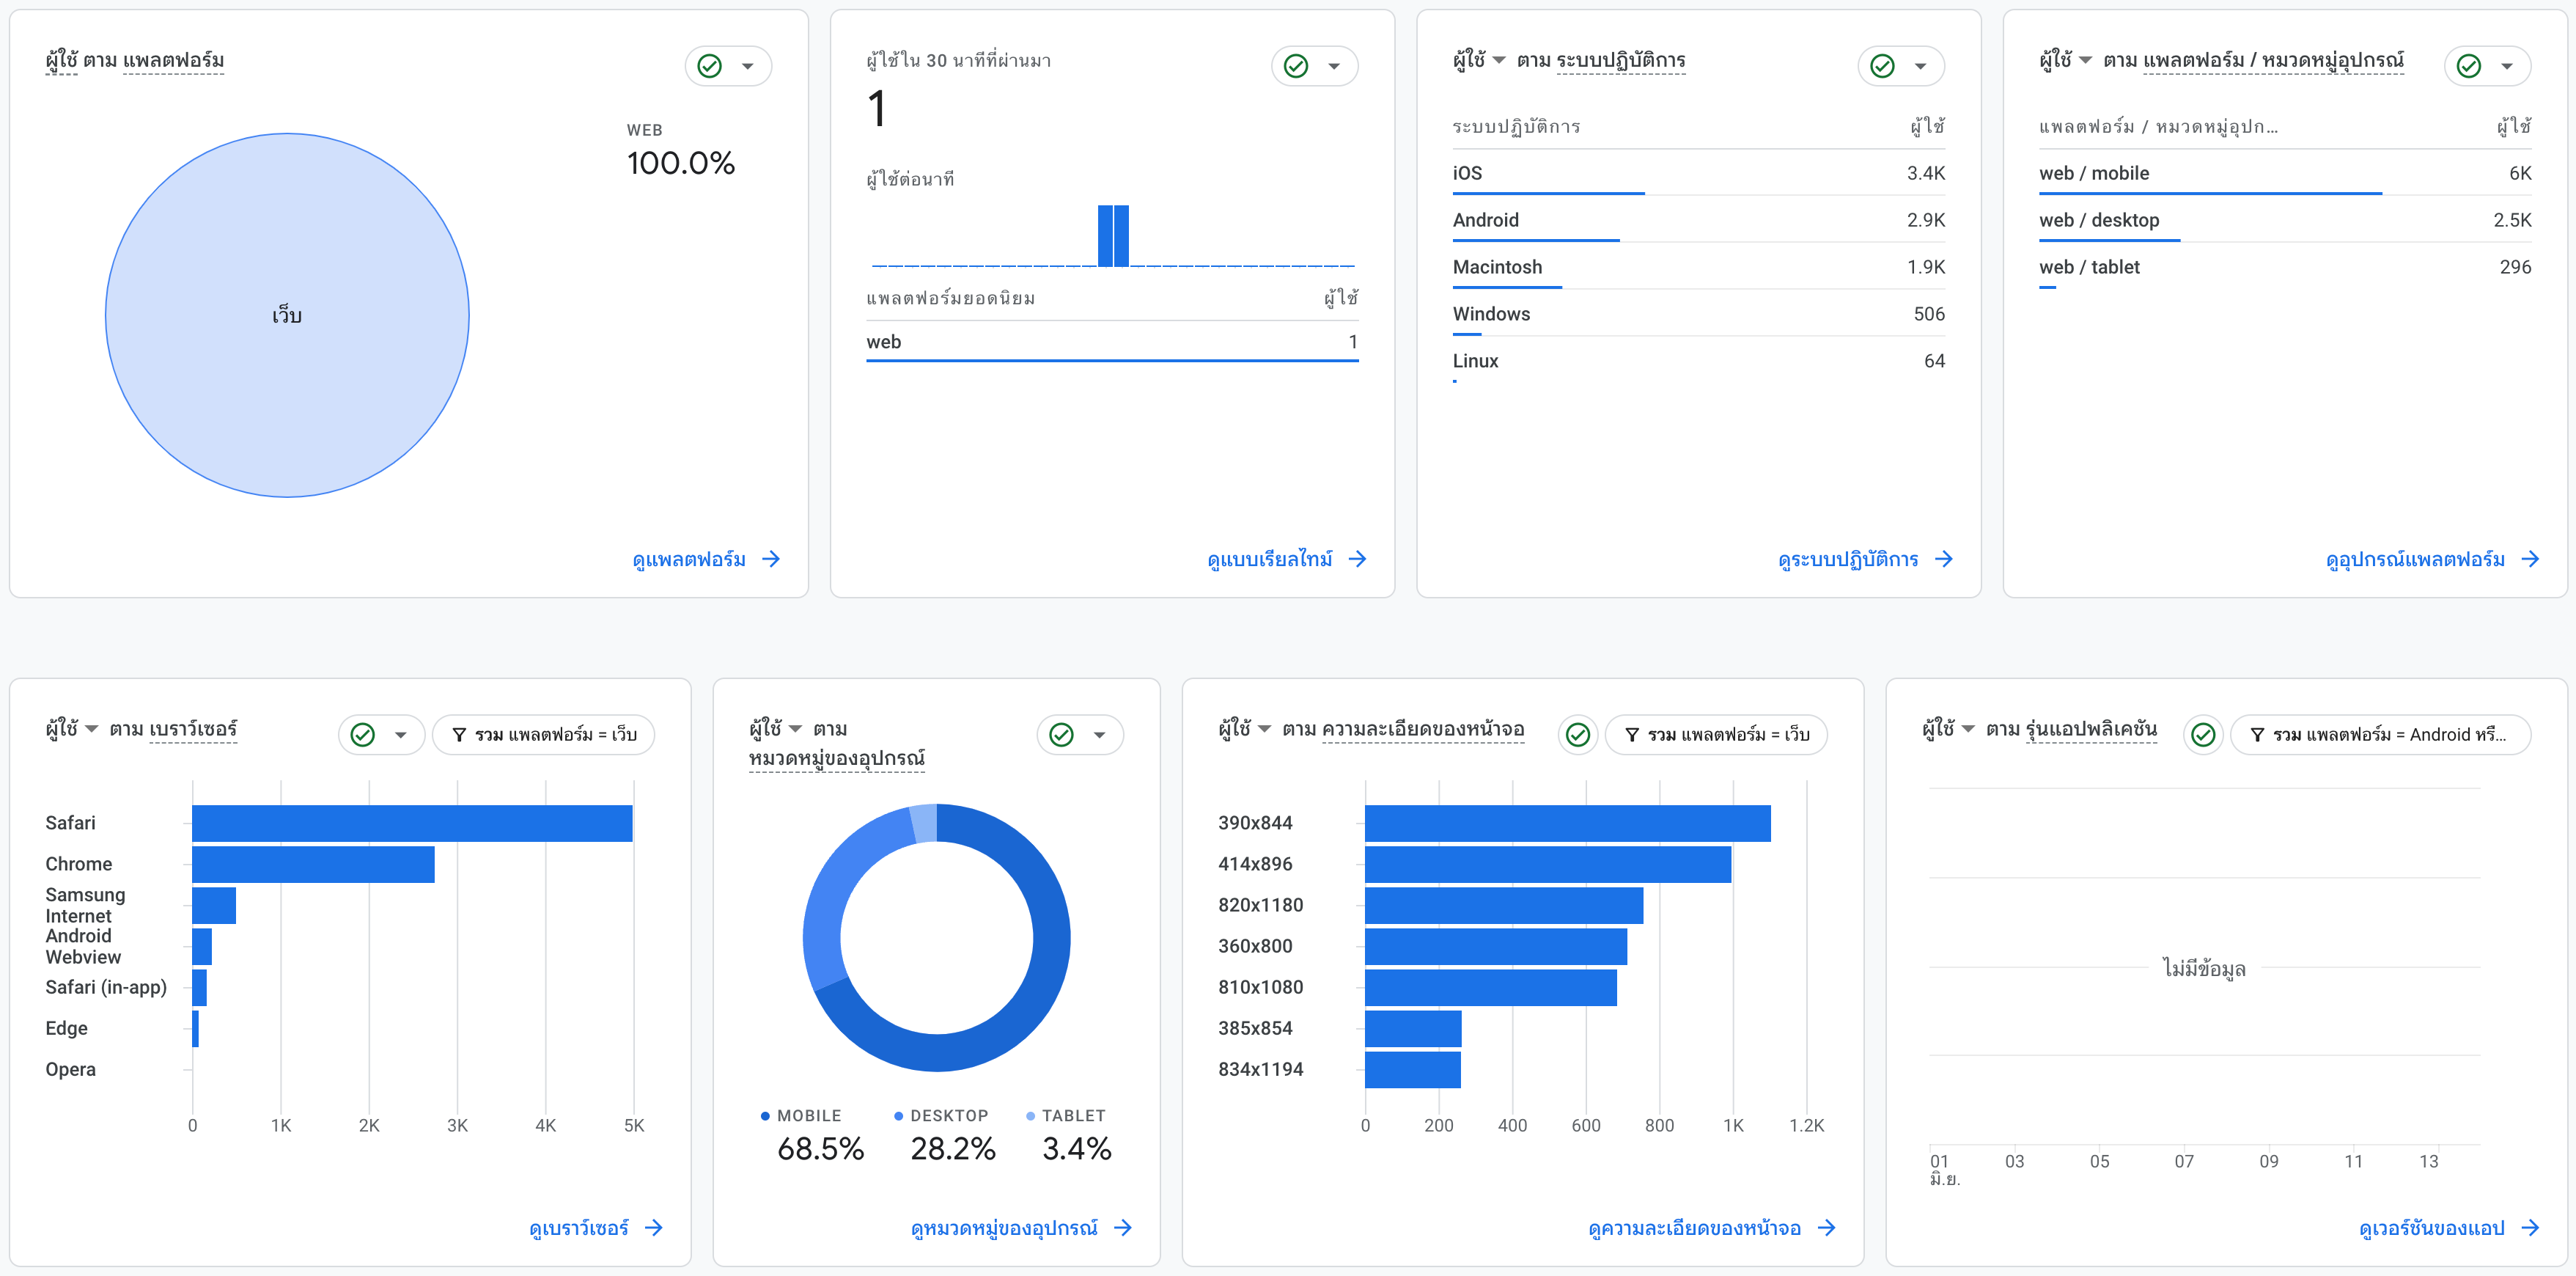 ผู้ใช้ ตาม แพลตฟอร์ม
WEB
100.0%
เว็บ
ดูแพลตฟอร์ม
ผู้ใช้ใน 30 นาทีที่ผ่านมา
1
ผู้ใช้ต่อนาที
แพลตฟอร์มยอดนิยม ผู้ใช้
web 1
ดูแบบเรียลไทม์
ผู้ใช้ ตาม ระบบปฏิบัติการ
ระบบปฏิบัติการ ผู้ใช้
iOS 3.4K
Android 2.9K
Macintosh 1.9K
Windows 506
Linux 64
ดูระบบปฏิบัติการ
ผู้ใช้ ตาม แพลตฟอร์ม / หมวดหมู่อุปกรณ์
แพลตฟอร์ม / หมวดหมู่อุปก… ผู้ใช้
web / mobile 6K
web / desktop 2.5K
web / tablet 296
ดูอุปกรณ์แพลตฟอร์ม
ผู้ใช้ ตาม เบราว์เซอร์
รวม แพลตฟอร์ม = เว็บ
Safari
Chrome
Samsung
Internet
Android
Webview
Safari (in-app)
Edge
Opera
0 1K 2K 3K 4K 5K
ดูเบราว์เซอร์
ผู้ใช้ ตาม
หมวดหมู่ของอุปกรณ์
MOBILE DESKTOP TABLET
68.5% 28.2% 3.4%
ดูหมวดหมู่ของอุปกรณ์
ผู้ใช้ ตาม ความละเอียดของหน้าจอ
รวม แพลตฟอร์ม = เว็บ
390x844
414x896
820x1180
360x800
810x1080
385x854
834x1194
0 200 400 600 800 1K 1.2K
ดูความละเอียดของหน้าจอ
ผู้ใช้ ตาม รุ่นแอปพลิเคชัน
รวม แพลตฟอร์ม = Android หรื…
ไม่มีข้อมูล
01 03 05 07 09 11 13
มิ.ย.
ดูเวอร์ชันของแอป